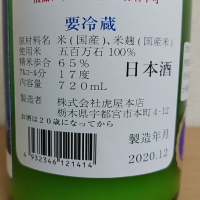 要冷蔵
原材料名 米(国産)、米麹(国産米)
使用米 五百万石100%
精米歩合 65%
アルコール分 17度
内容量 720mL
日本酒
製造者 株式会社虎屋本店
栃木県宇都宮市本町4-12
お酒は20歳になってから
4932346121414
製造年月
2020.12